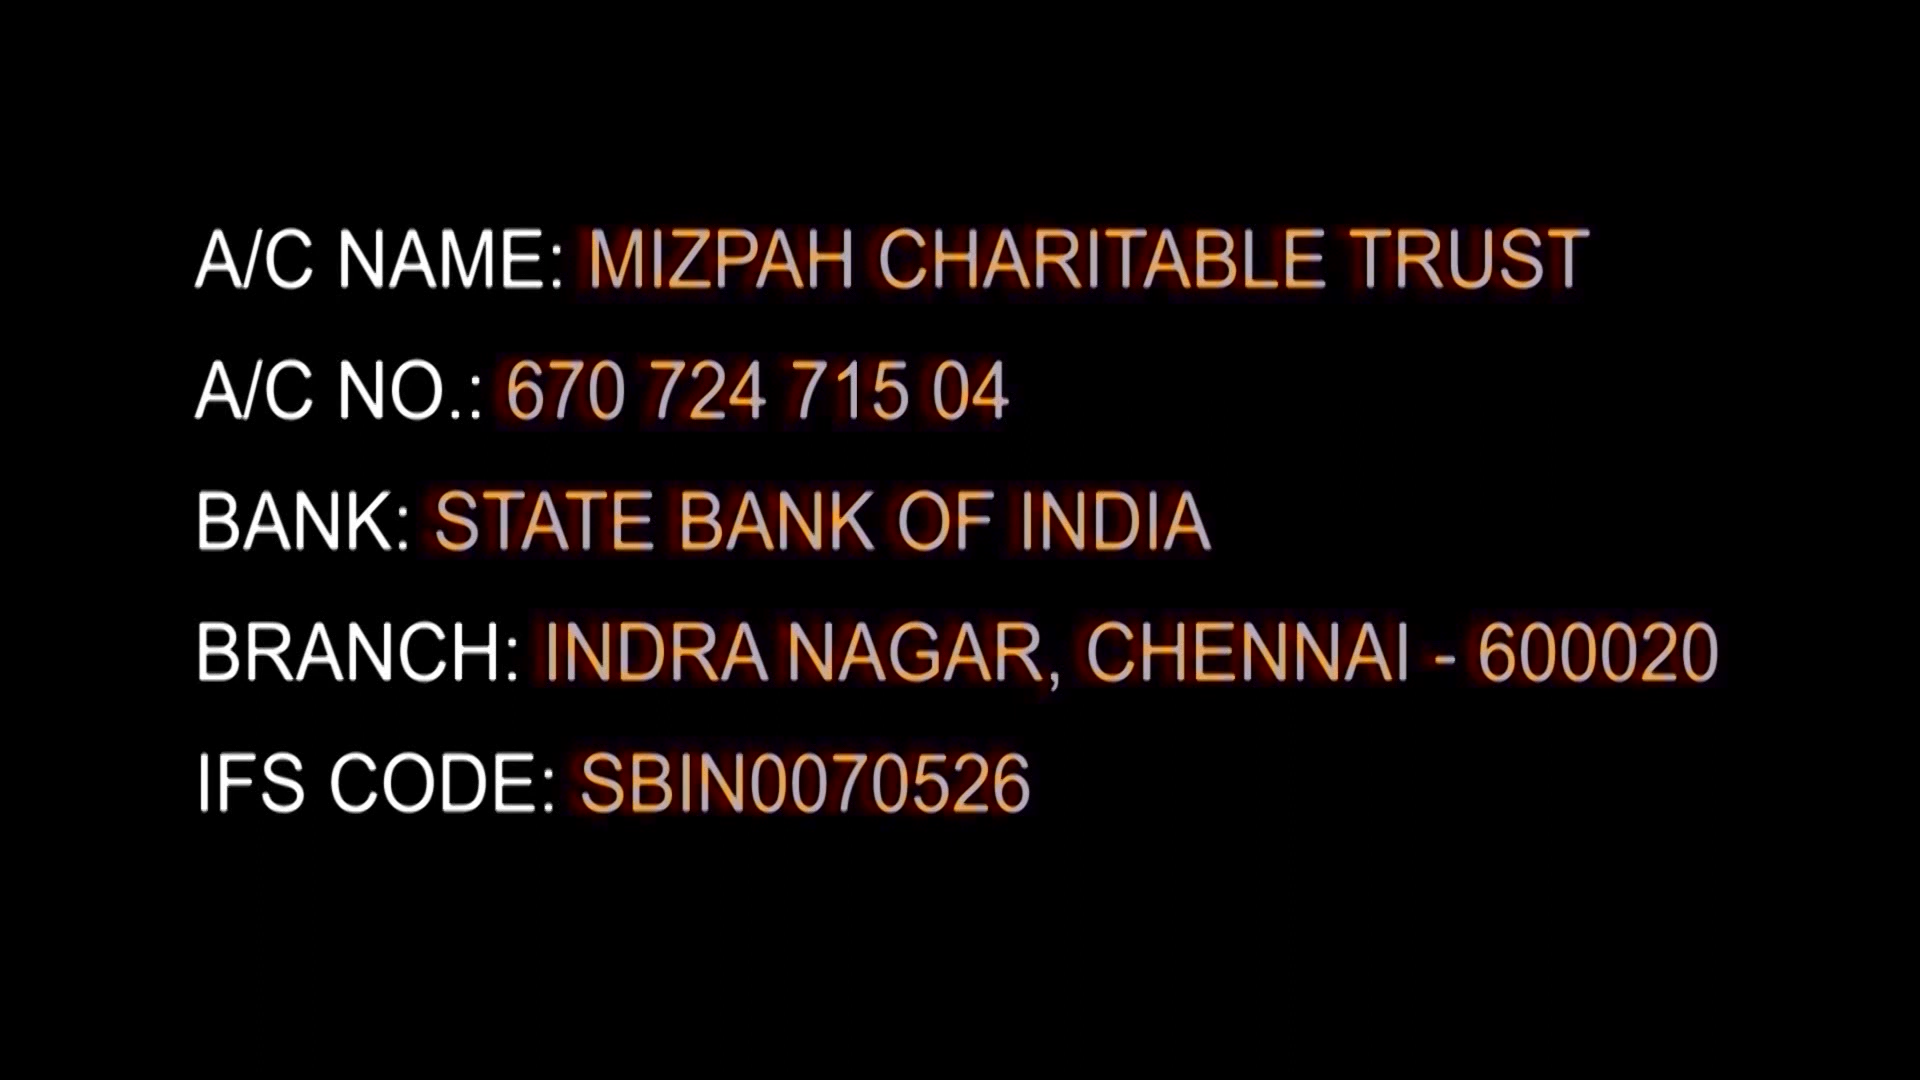 A/C NAME: MIZPAH CHARITABLE TRUST
A/C NO.: 670 724 715 04
BANK: STATE BANK OF INDIA
BRANCH: INDRA NAGAR, CHENNAI - 600020
IFS CODE: SBIN0070526